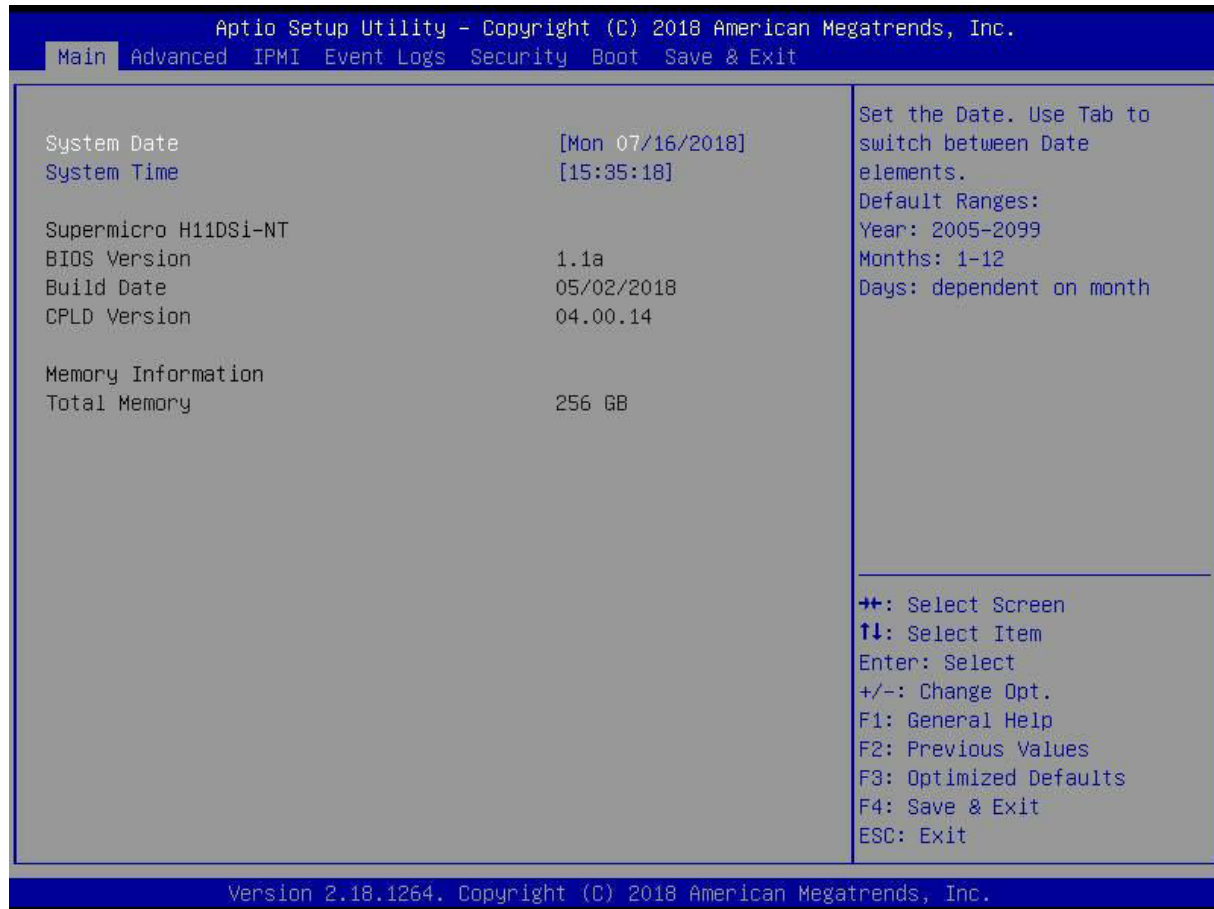 Aptio Setup Utility – Copyright (C) 2018 American Megatrends, Inc.
Main Advanced IPMI Event Logs Security Boot Save & Exit
System Date [Mon 07/16/2018]
System Time [15:35:18]
Supermicro H11DSi-NT
BIOS Version 1.1a
Build Date 05/02/2018
CPLD Version 04.00.14
Memory Information
Total Memory 256 GB
Set the Date. Use Tab to
switch between Date
elements.
Default Ranges:
Year: 2005-2099
Months: 1-12
Days: dependent on month
→←: Select Screen
↑↓: Select Item
Enter: Select
+/-: Change Opt.
F1: General Help
F2: Previous Values
F3: Optimized Defaults
F4: Save & Exit
ESC: Exit
Version 2.18.1264. Copyright (C) 2018 American Megatrends, Inc.